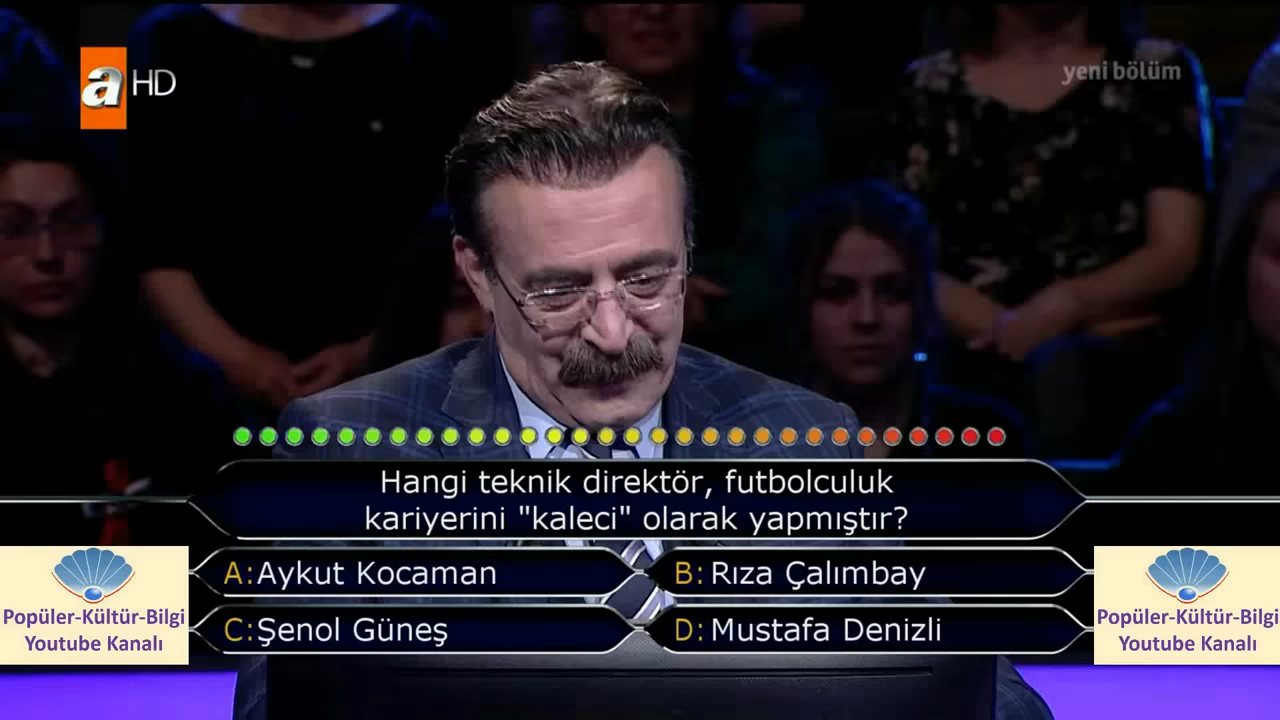 a HD
yeni bölüm
Hangi teknik direktör, futbolculuk
kariyerini "kaleci" olarak yapmıştır?
A:Aykut Kocaman
B:Rıza Çalımbay
C:Şenol Güneş
D:Mustafa Denizli
Popüler-Kültür-Bilgi
Youtube Kanalı
Popüler-Kültür-Bilgi
Youtube Kanalı